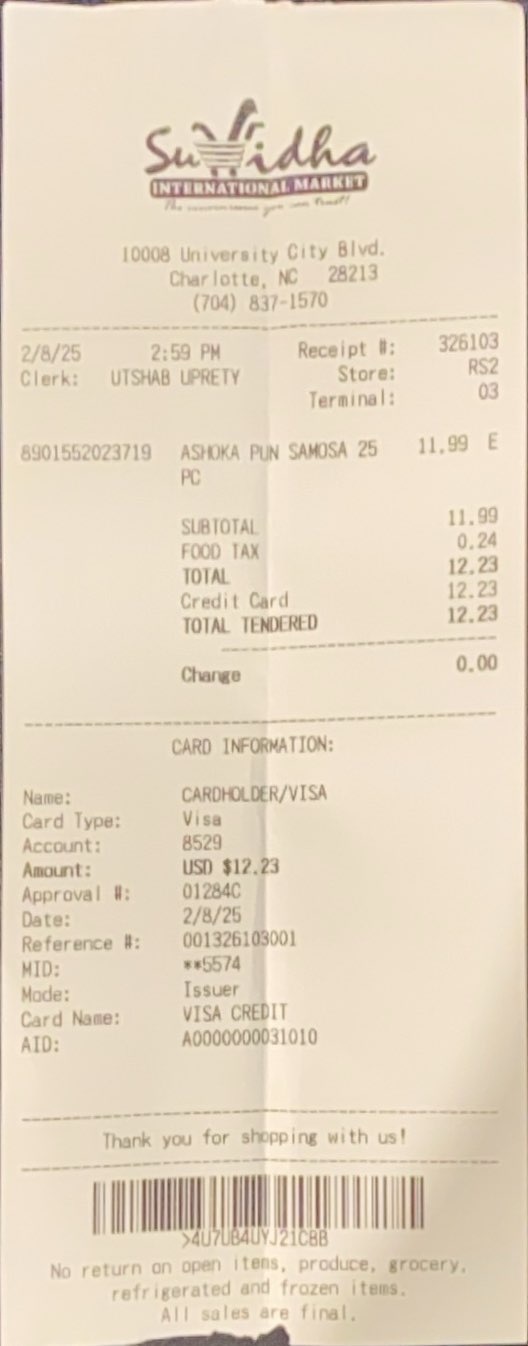 SuVidha
INTERNATIONAL MARKET
The convenience you can trust!
10008 University City Blvd.
Charlotte, NC 28213
(704) 837-1570
2/8/25 2:59 PM Receipt #: 326103
Clerk: UTSHAB UPRETY Store: RS2
Terminal: 03
8901552023719 ASHOKA PUN SAMOSA 25 11.99 E
PC
SUBTOTAL 11.99
FOOD TAX 0.24
TOTAL 12.23
Credit Card 12.23
TOTAL TENDERED 12.23
Change 0.00
CARD INFORMATION:
Name: CARDHOLDER/VISA
Card Type: Visa
Account: 8529
Amount: USD $12.23
Approval #: 01284C
Date: 2/8/25
Reference #: 001326103001
MID: **5574
Mode: Issuer
Card Name: VISA CREDIT
AID: A0000000031010
Thank you for shopping with us!
>4U7UB4UYJ21C8B
No return on open items, produce, grocery,
refrigerated and frozen items.
All sales are final.